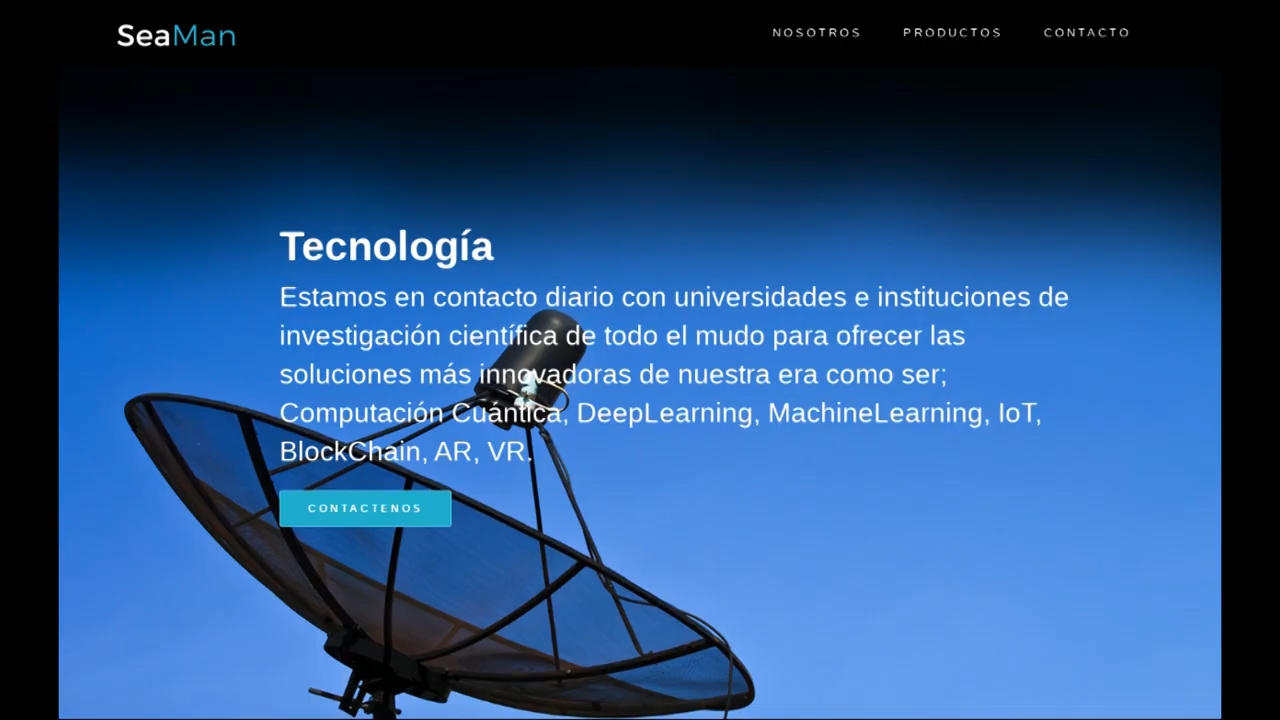 SeaMan
NOSOTROS PRODUCTOS CONTACTO
Tecnología
Estamos en contacto diario con universidades e instituciones de
investigación científica de todo el mudo para ofrecer las
soluciones más innovadoras de nuestra era como ser;
Computación Cuántica, DeepLearning, MachineLearning, IoT,
BlockChain, AR, VR.
CONTACTENOS